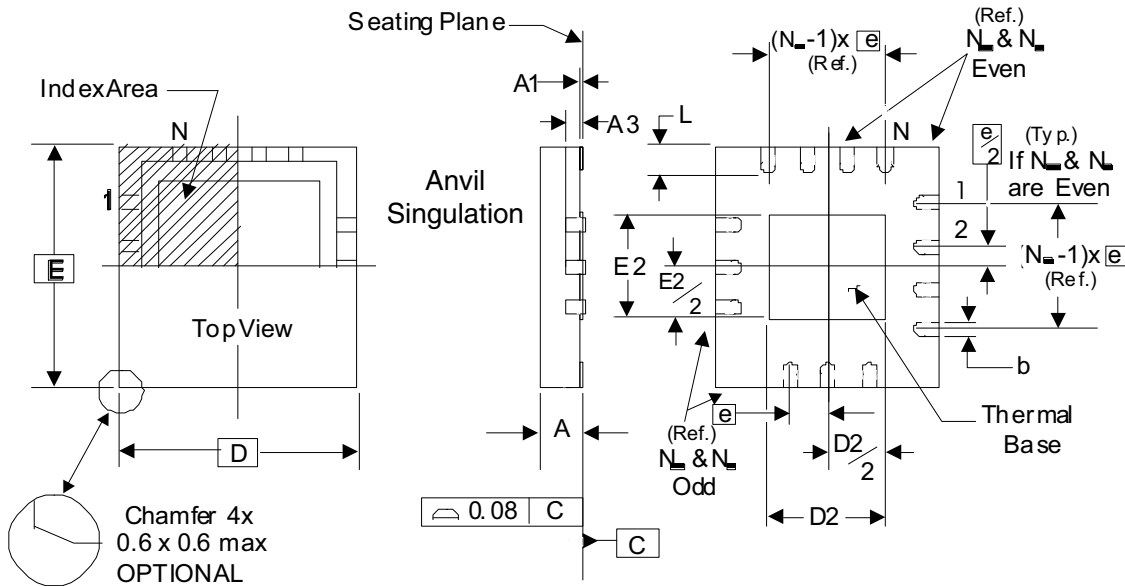 Seating Plane
A1
A3
L
(N -1)x e
(Ref.)
(Ref.)
N & N
Even
Index Area
N
1
E
Top View
D
Chamfer 4x
0.6 x 0.6 max
OPTIONAL
Anvil
Singulation
A
0.08 C
C
N
e/2
(Typ.)
If N & N
are Even
1
2
(N -1)x e
(Ref.)
E2
E2/2
b
e
(Ref.)
N & N
Odd
D2/2
D2
Thermal
Base